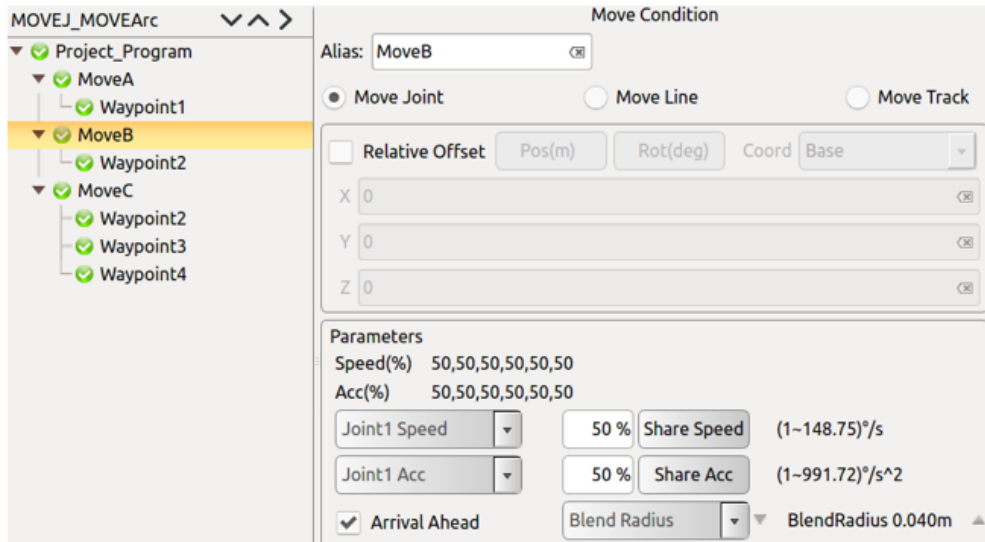 MOVEJ_MOVEArc
Project_Program
MoveA
Waypoint1
MoveB
Waypoint2
MoveC
Waypoint2
Waypoint3
Waypoint4
Move Condition
Alias: MoveB
Move Joint Move Line Move Track
Relative Offset Pos(m) Rot(deg) Coord Base
X 0
Y 0
Z 0
Parameters
Speed(%) 50,50,50,50,50,50
Acc(%) 50,50,50,50,50,50
Joint1 Speed 50 % Share Speed (1~148.75)°/s
Joint1 Acc 50 % Share Acc (1~991.72)°/s^2
Arrival Ahead Blend Radius BlendRadius 0.040m